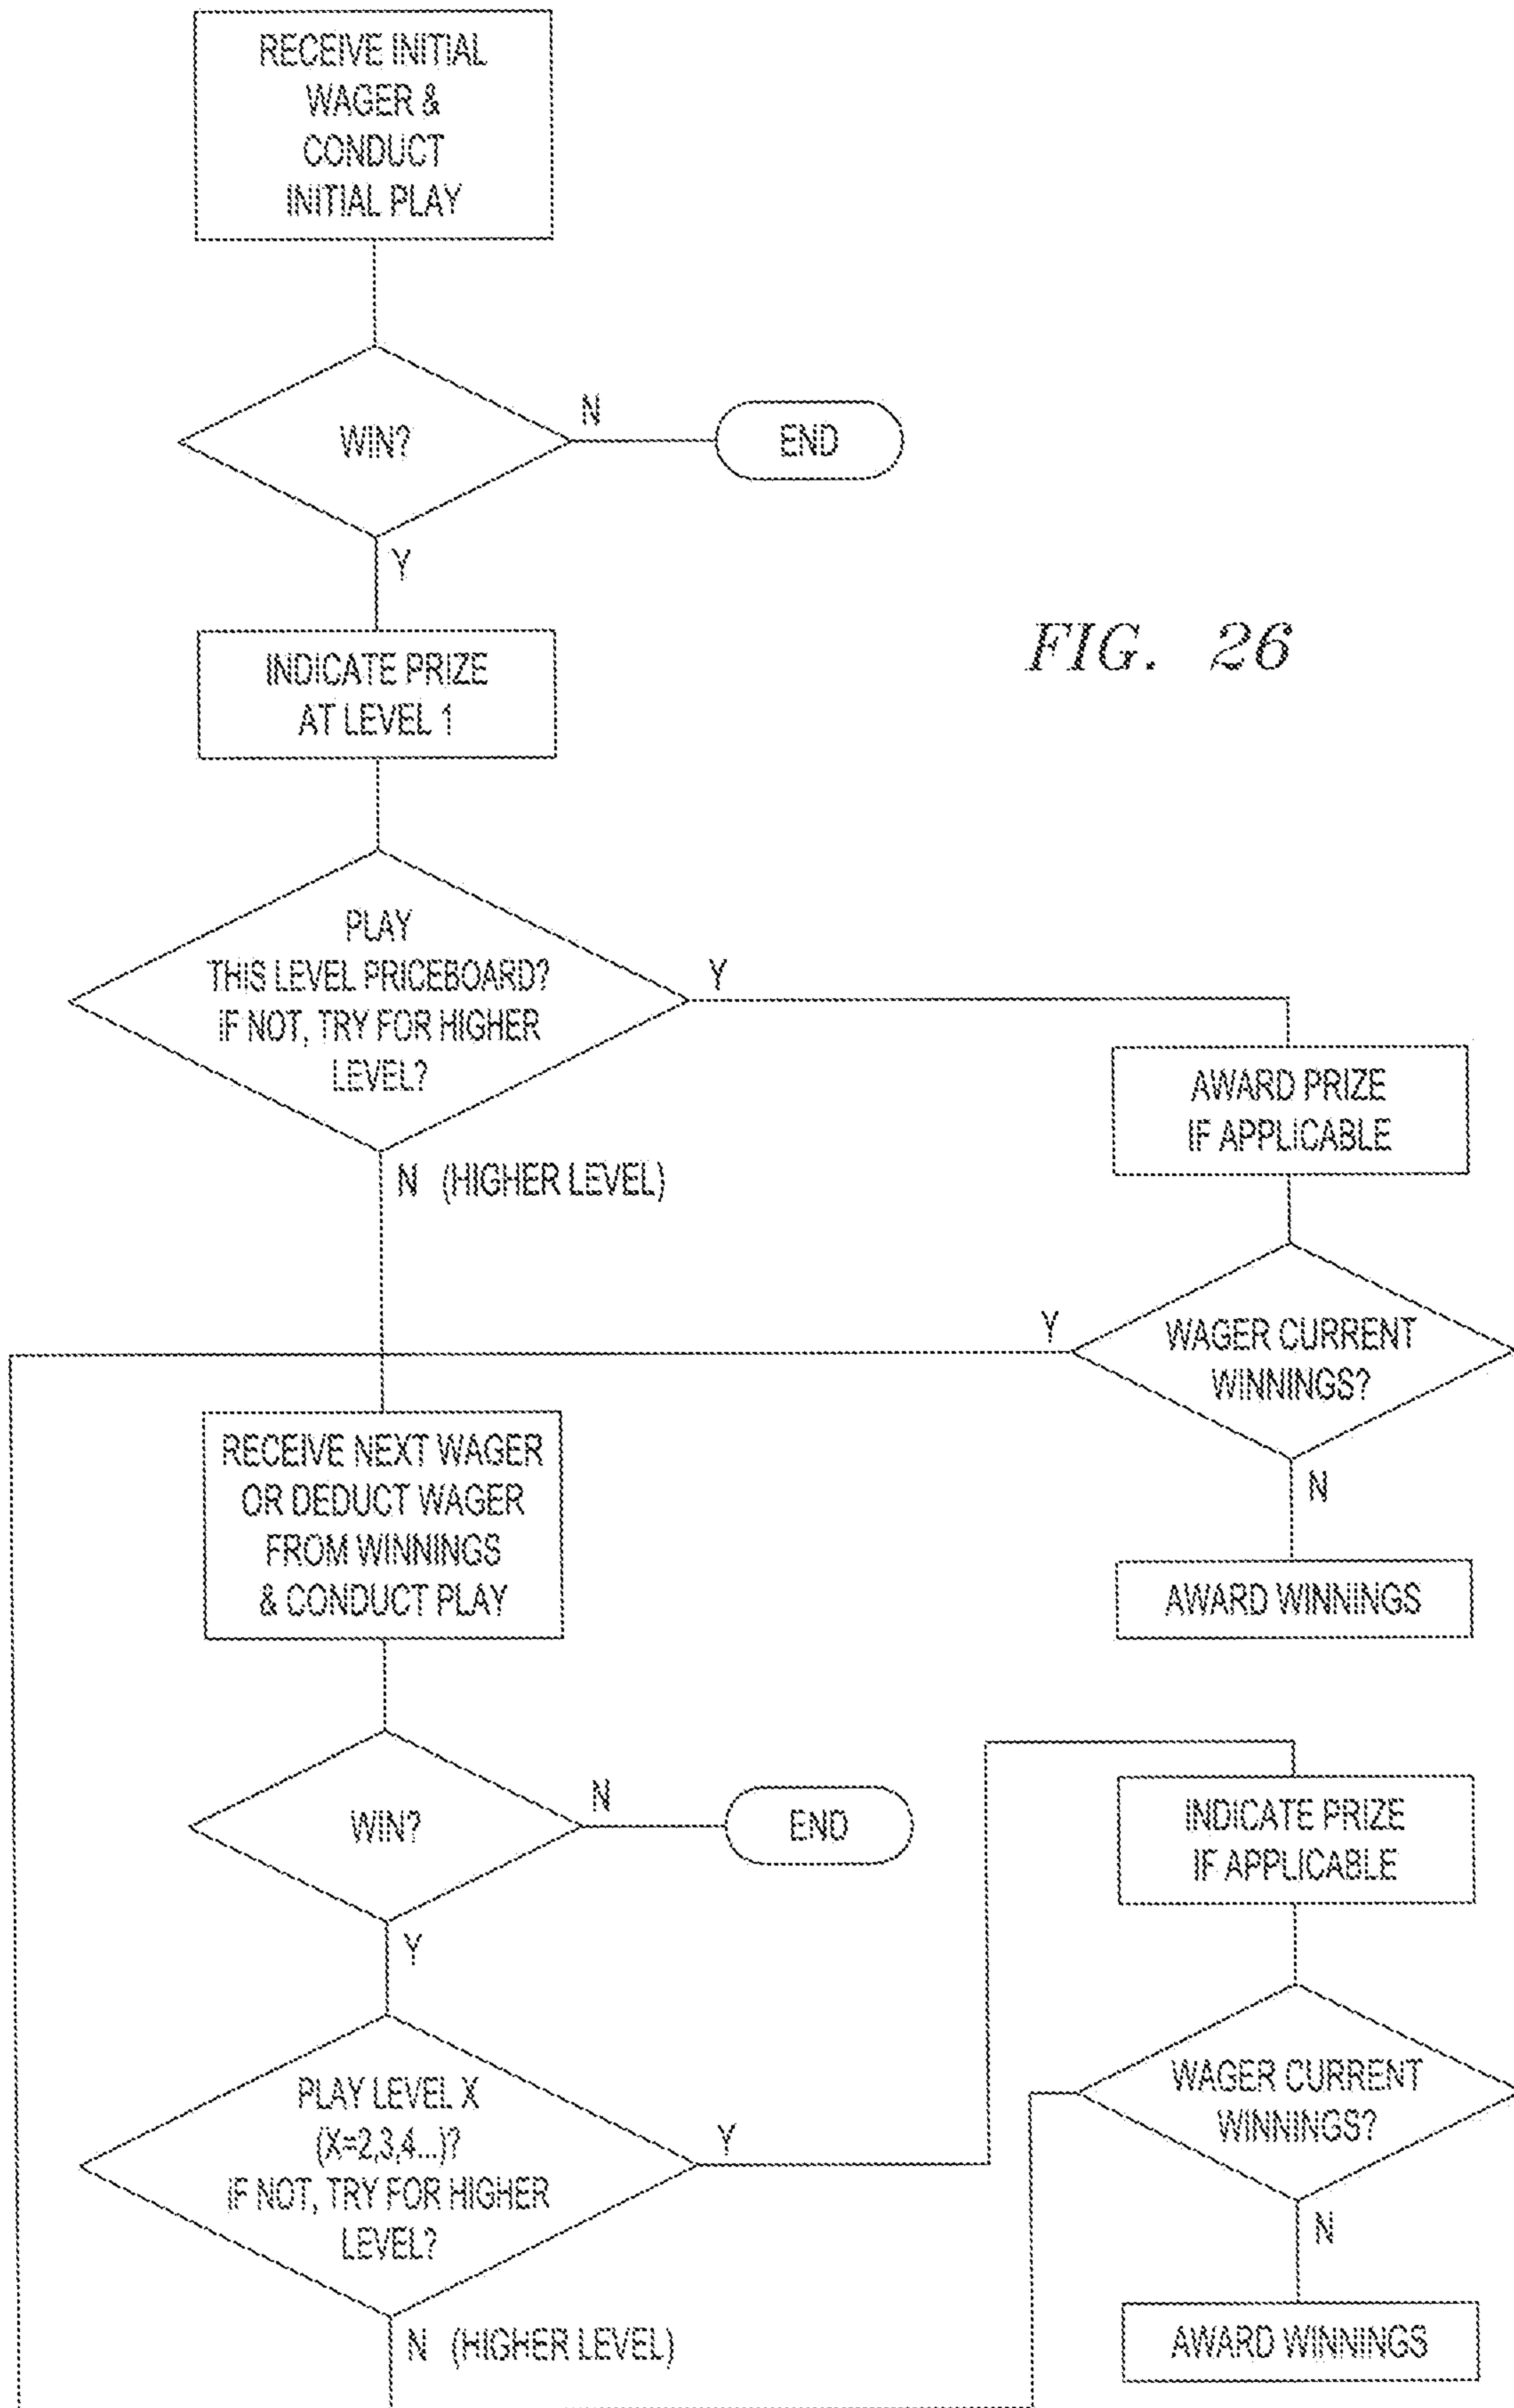 RECEIVE INITIAL
WAGER &
CONDUCT
INITIAL PLAY
WIN?
N
END
Y
INDICATE PRIZE
AT LEVEL 1
FIG. 26
PLAY
THIS LEVEL PRICEBOARD?
IF NOT, TRY FOR HIGHER
LEVEL?
Y
N (HIGHER LEVEL)
AWARD PRIZE
IF APPLICABLE
WAGER CURRENT
WINNINGS?
Y
N
AWARD WINNINGS
RECEIVE NEXT WAGER
OR DEDUCT WAGER
FROM WINNINGS
& CONDUCT PLAY
WIN?
N
END
Y
PLAY LEVEL X
(X=2,3,4...)?
IF NOT, TRY FOR HIGHER
LEVEL?
Y
N (HIGHER LEVEL)
INDICATE PRIZE
IF APPLICABLE
WAGER CURRENT
WINNINGS?
N
AWARD WINNINGS